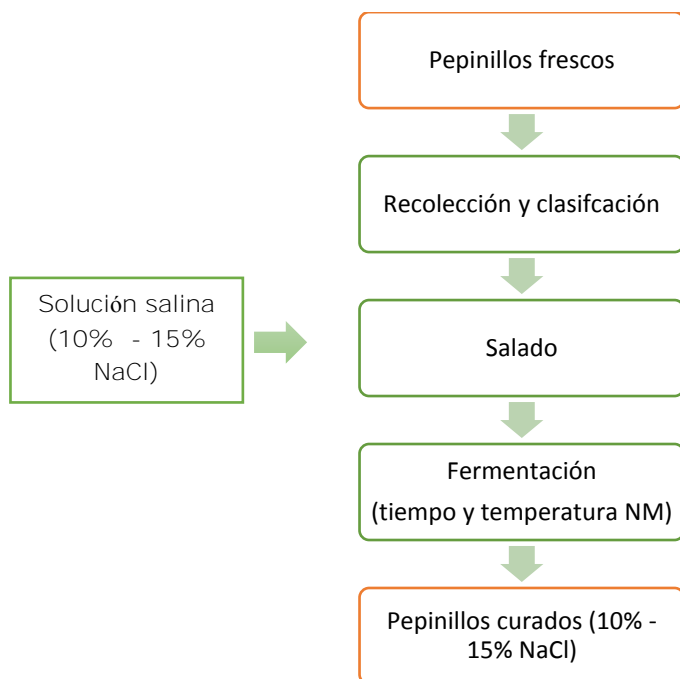 Pepinillos frescos
Recolección y clasifcación
Solución salina
(10% - 15%
NaCl)
Salado
Fermentación
(tiempo y temperatura NM)
Pepinillos curados (10% -
15% NaCl)